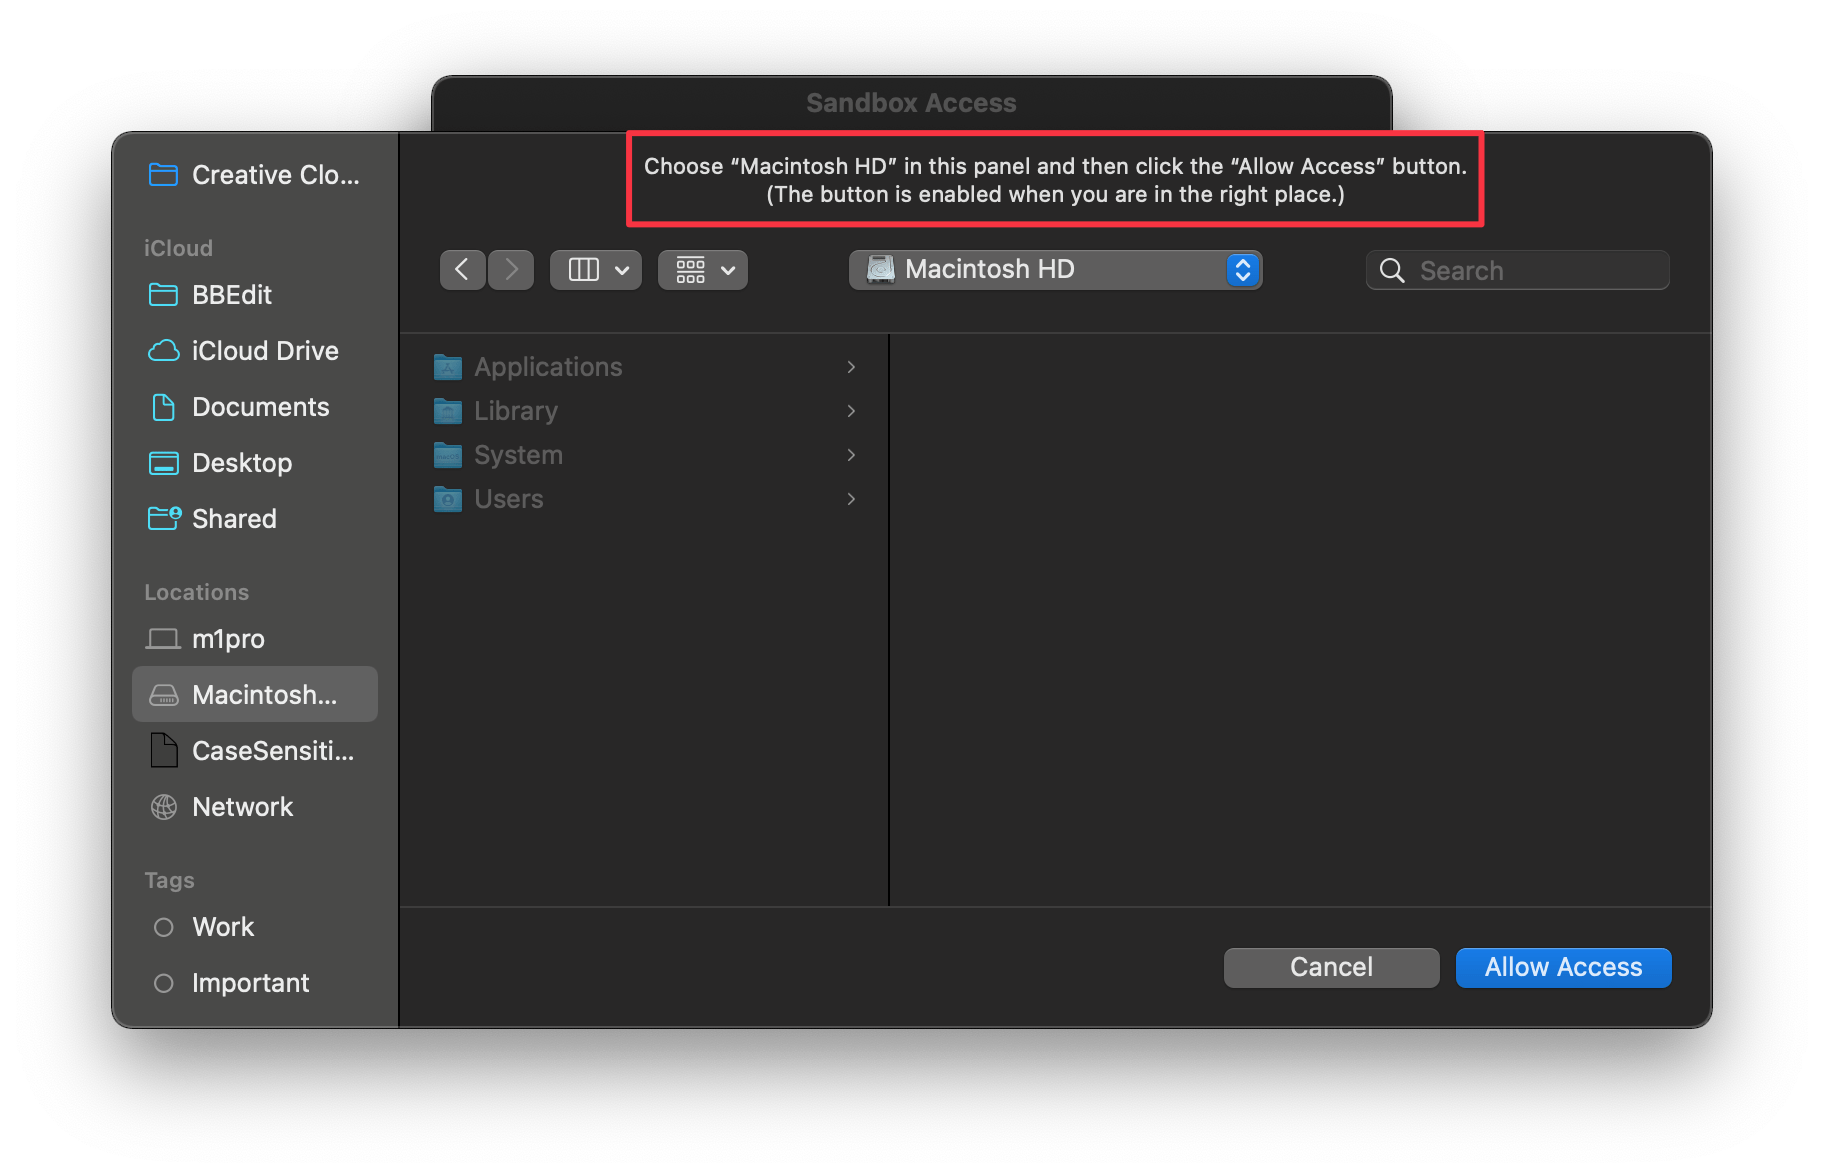 Sandbox Access
Choose “Macintosh HD” in this panel and then click the “Allow Access” button.
(The button is enabled when you are in the right place.)
Macintosh HD
Search
Creative Clo...
iCloud
BBEdit
iCloud Drive
Documents
Desktop
Shared
Locations
m1pro
Macintosh...
CaseSensiti...
Network
Tags
Work
Important
Applications
Library
System
Users
Cancel
Allow Access